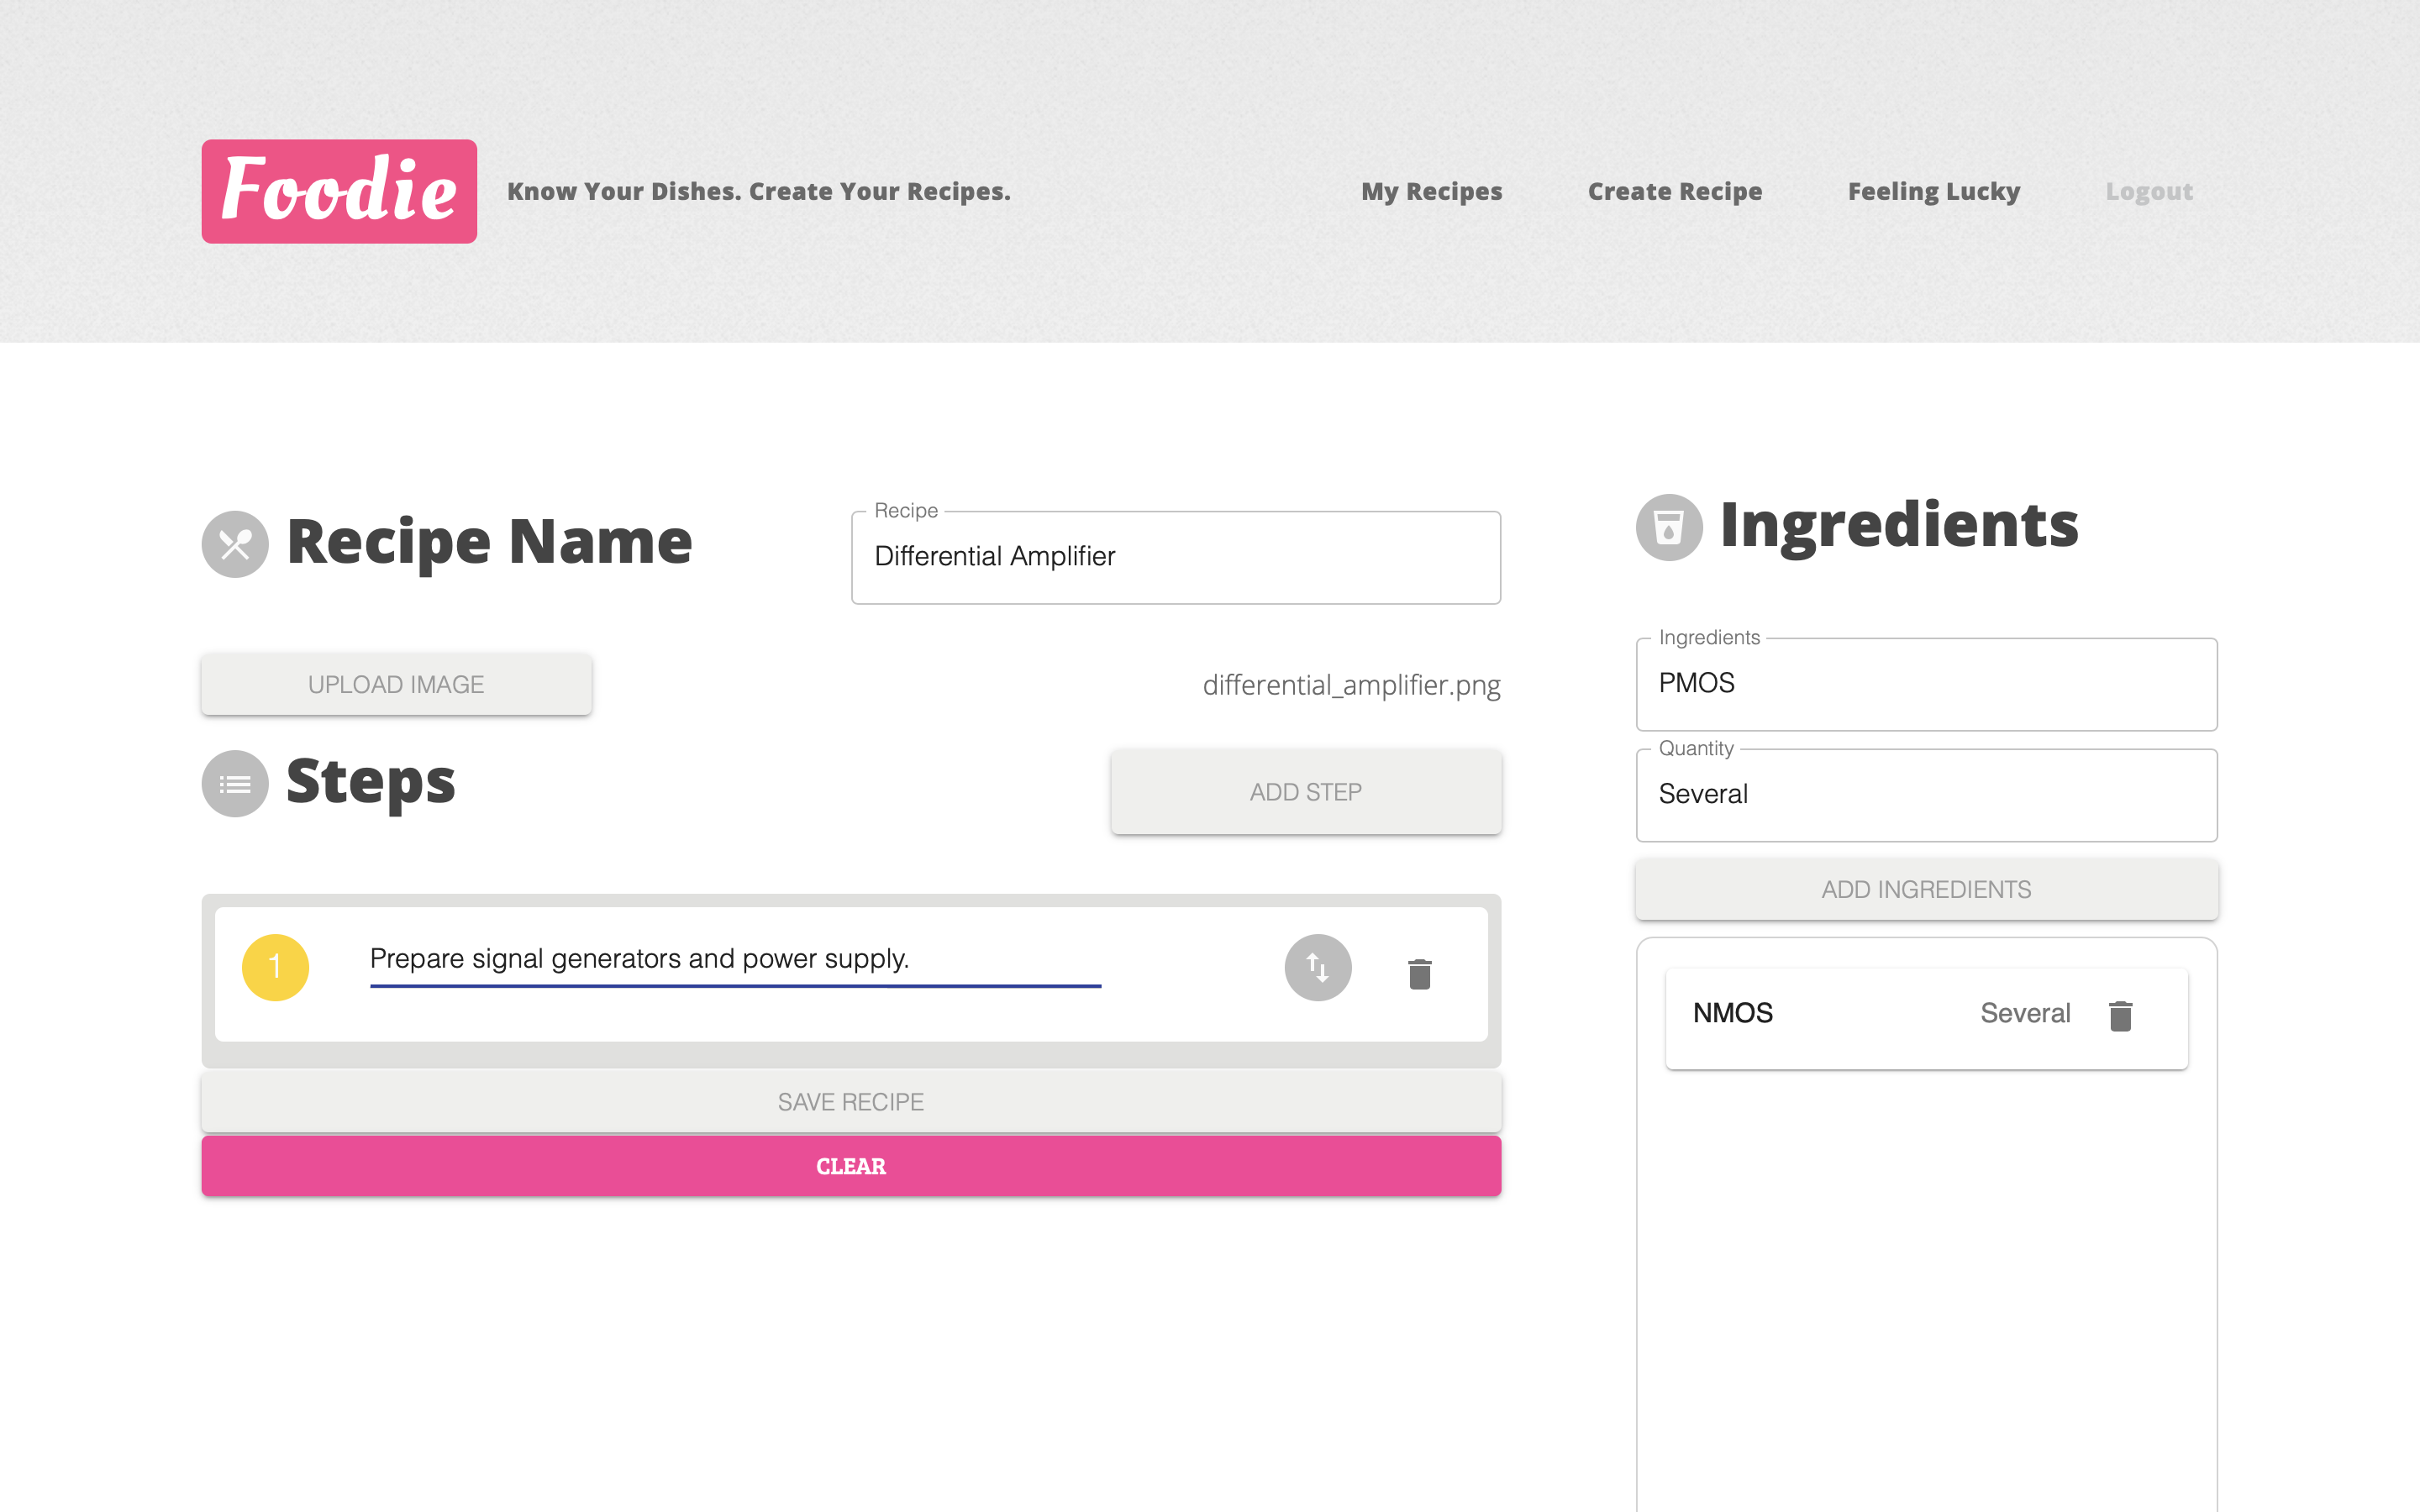 Foodie
Know Your Dishes. Create Your Recipes.
My Recipes
Create Recipe
Feeling Lucky
Logout
Recipe Name
Recipe
Differential Amplifier
UPLOAD IMAGE
differential_amplifier.png
Steps
ADD STEP
1
Prepare signal generators and power supply.
SAVE RECIPE
CLEAR
Ingredients
Ingredients
PMOS
Quantity
Several
ADD INGREDIENTS
NMOS
Several